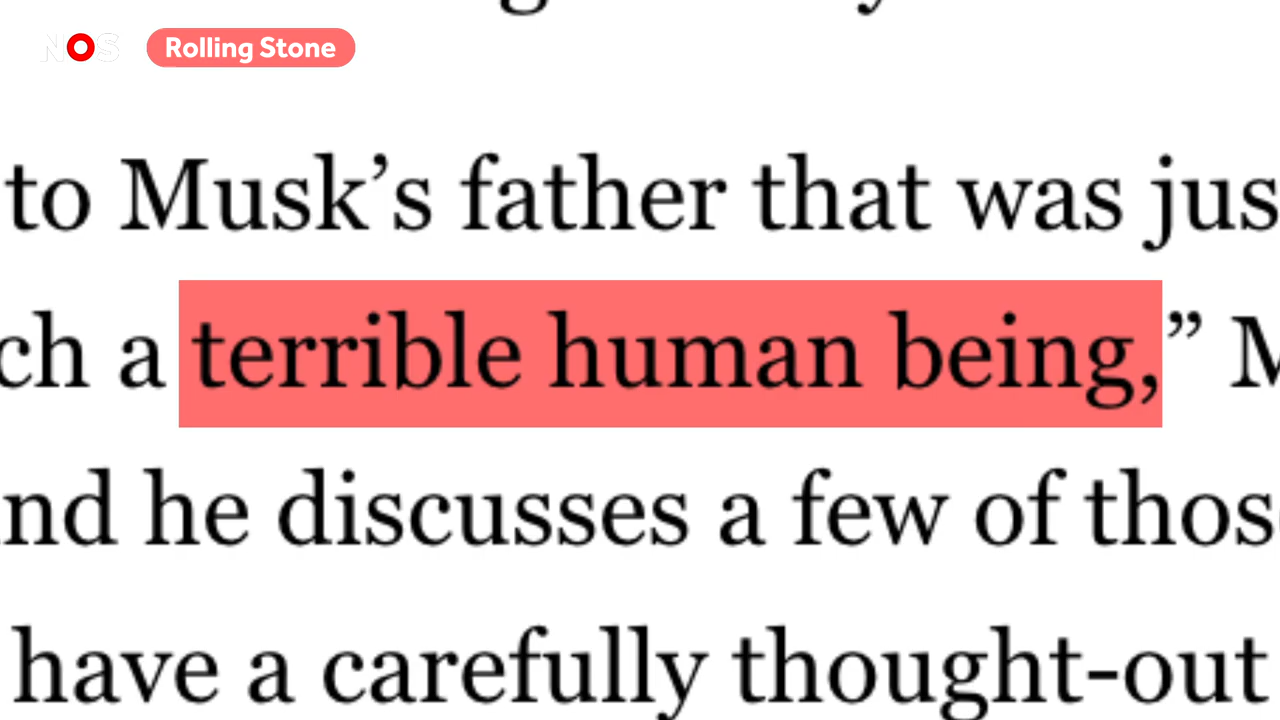 NOS Rolling Stone
to Musk’s father that was jus
ch a terrible human being,” M
nd he discusses a few of thos
have a carefully thought-out